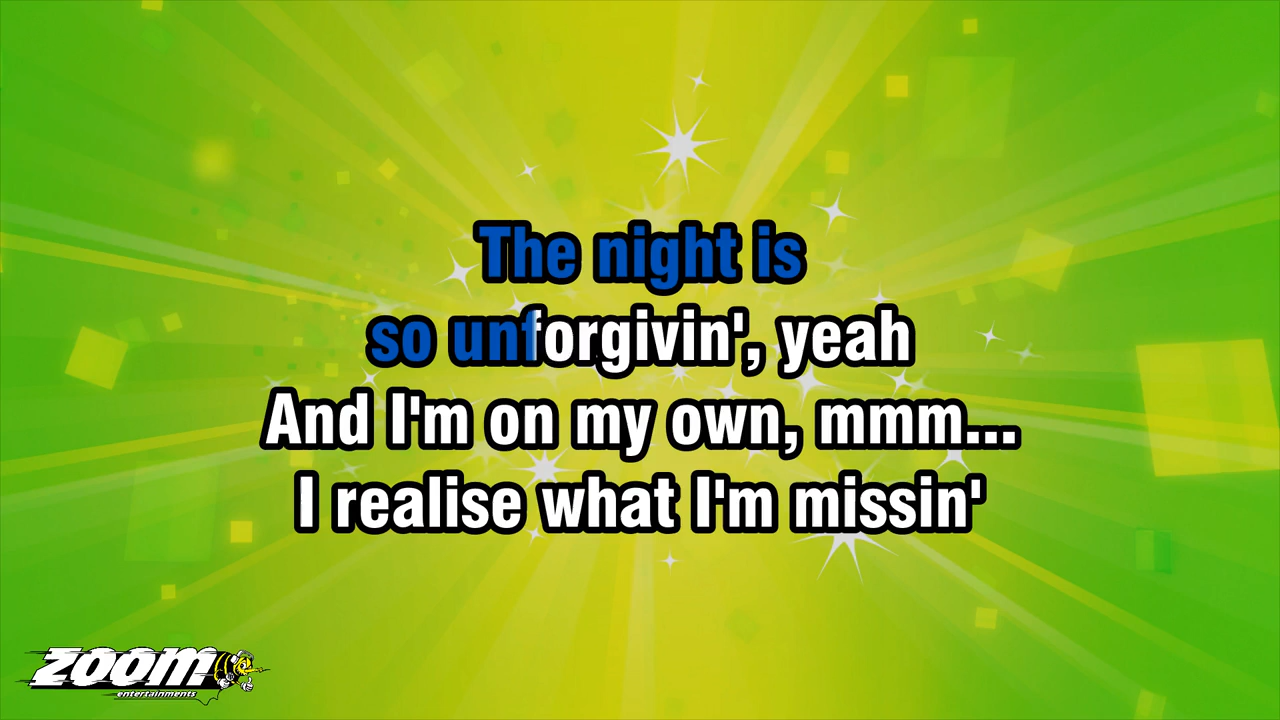 The night is
so unforgivin', yeah
And I'm on my own, mmm...
I realise what I'm missin'
zoom
entertainments